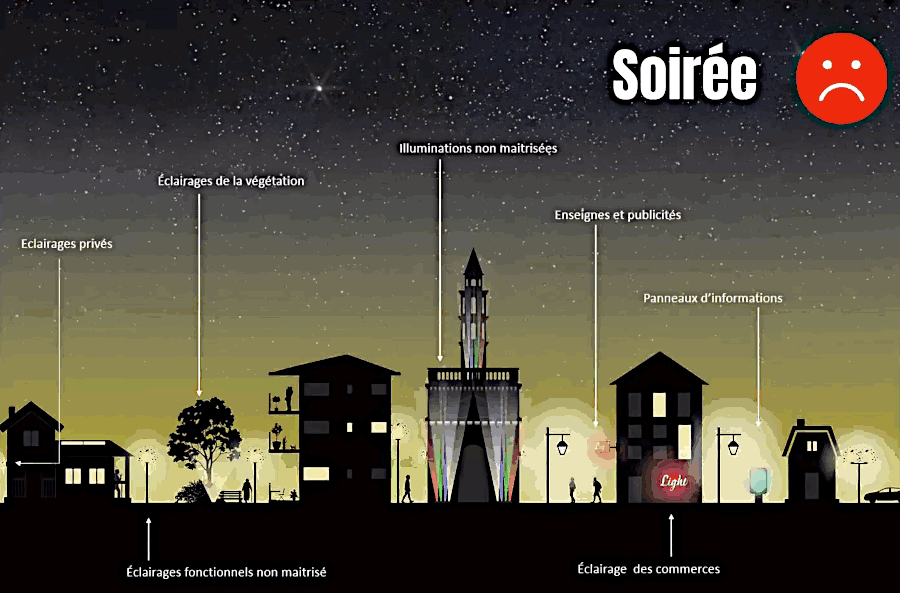 Soirée
Illuminations non maitrisées
Éclairages de la végétation
Enseignes et publicités
Eclairages privés
Panneaux d'informations
Light
Éclairages fonctionnels non maitrisé
Éclairage des commerces